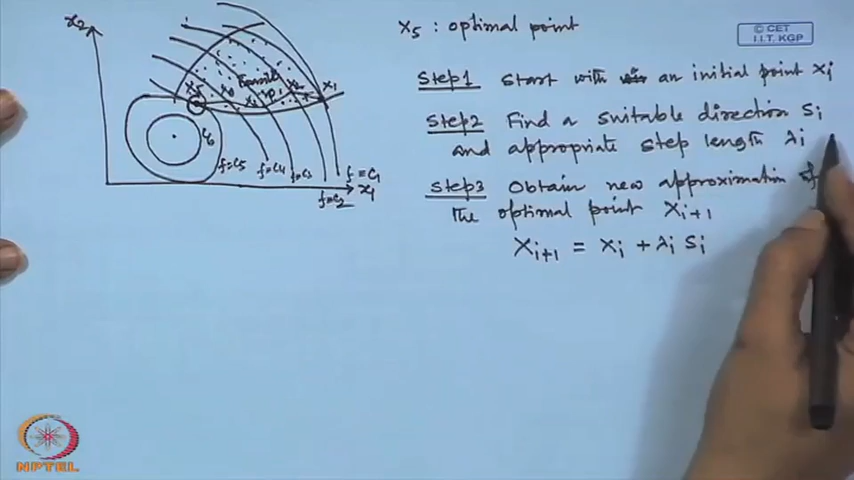 x2
X5 : optimal point
© CET
I.I.T. KGP
Step1 Start with an initial point Xi
Step2 Find a suitable direction Si
and appropriate step length λi
Step3 Obtain new approximation of
the optimal point Xi+1
Xi+1 = Xi + λi Si
X5
X1
f=c5
f=c4
f=c3
f=c1
f=c2
x1
NPTEL